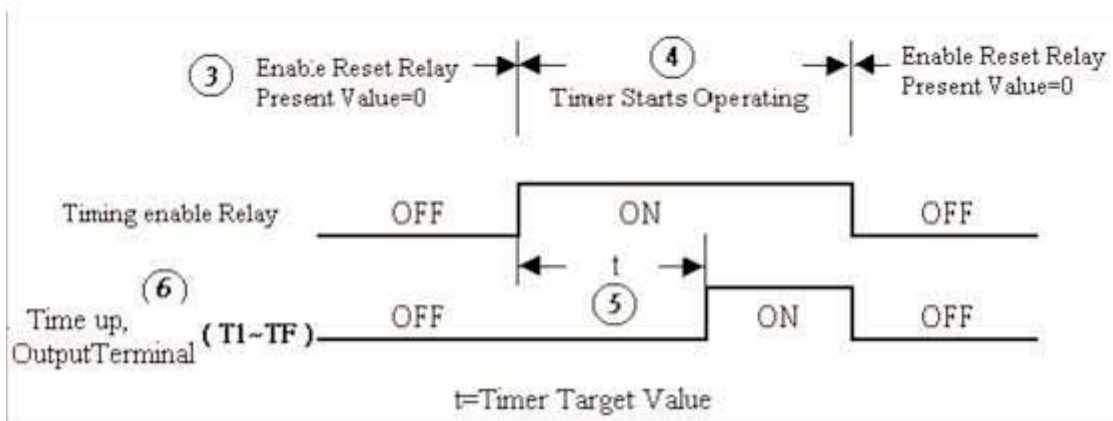 3 Enable Reset Relay
Present Value=0
4
Timer Starts Operating
Enable Reset Relay
Present Value=0
Timing enable Relay OFF ON OFF
t
5
6
Time up,
OutputTerminal (T1~TF) OFF ON OFF
t=Timer Target Value